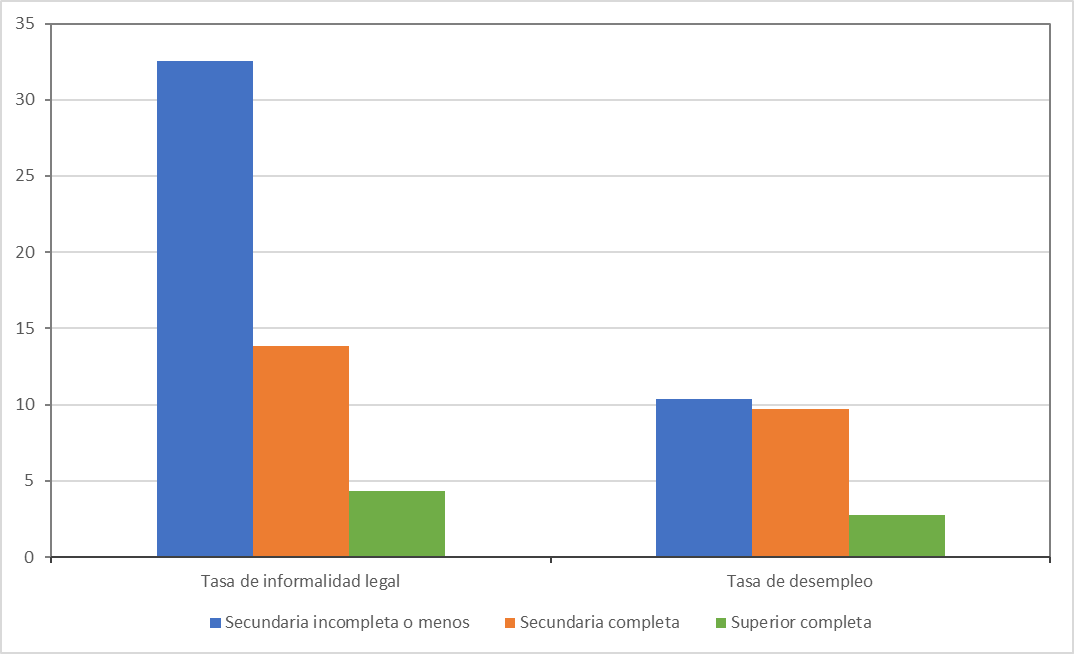 35
30
25
20
15
10
5
0
Tasa de informalidad legal
Tasa de desempleo
Secundaria incompleta o menos
Secundaria completa
Superior completa